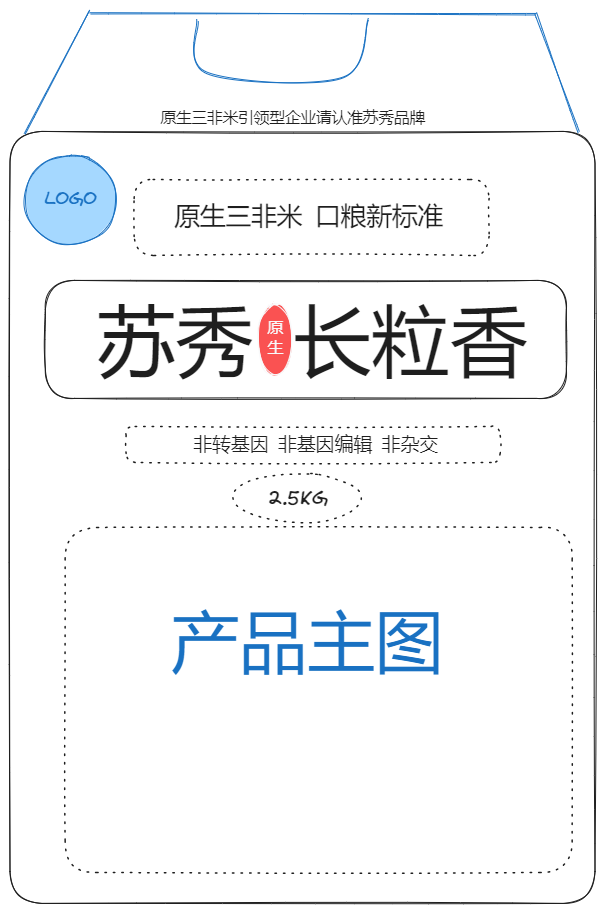 原生三非米引领型企业请认准苏秀品牌
LOGO
原生三非米 口粮新标准
苏秀原生长粒香
非转基因 非基因编辑 非杂交
2.5KG
产品主图